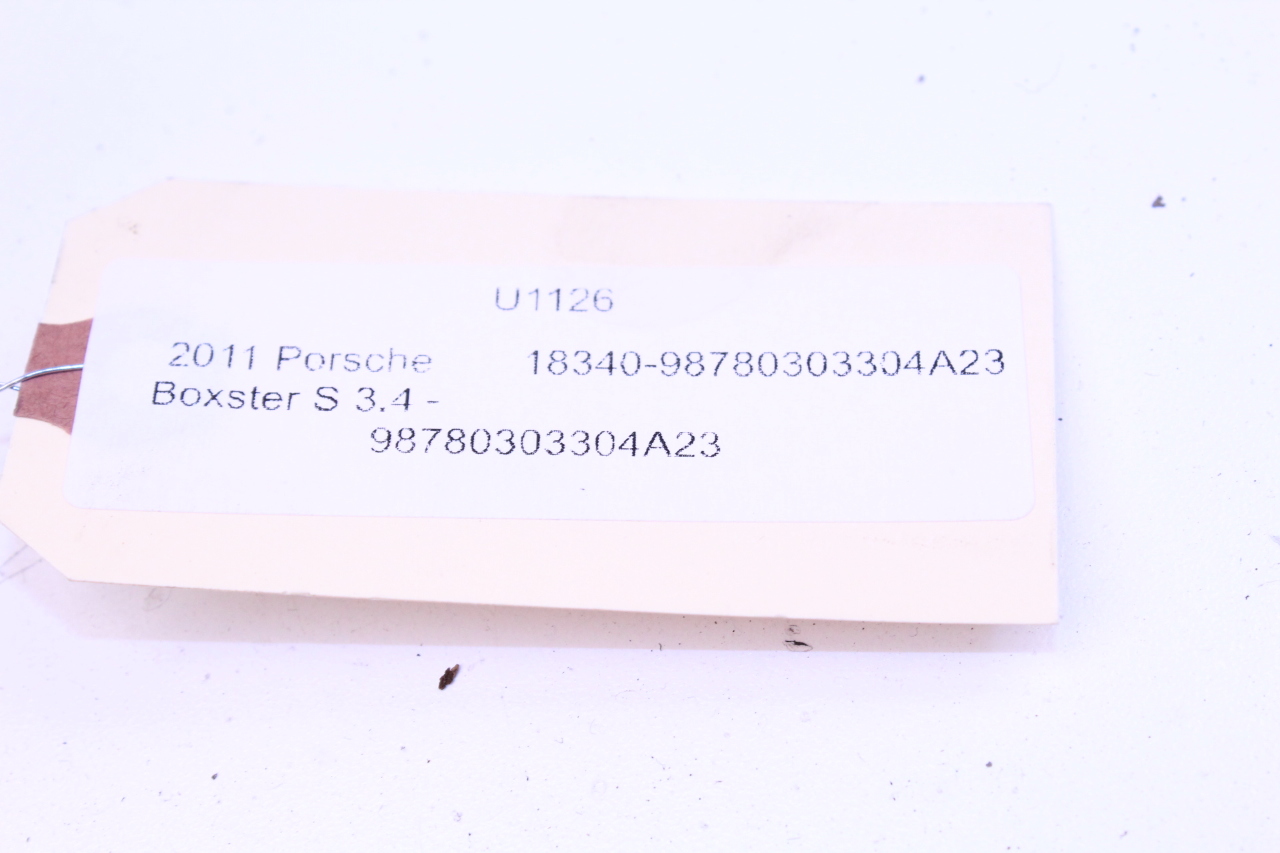 U1126
2011 Porsche 18340-98780303304A23
Boxster S 3.4 -
98780303304A23